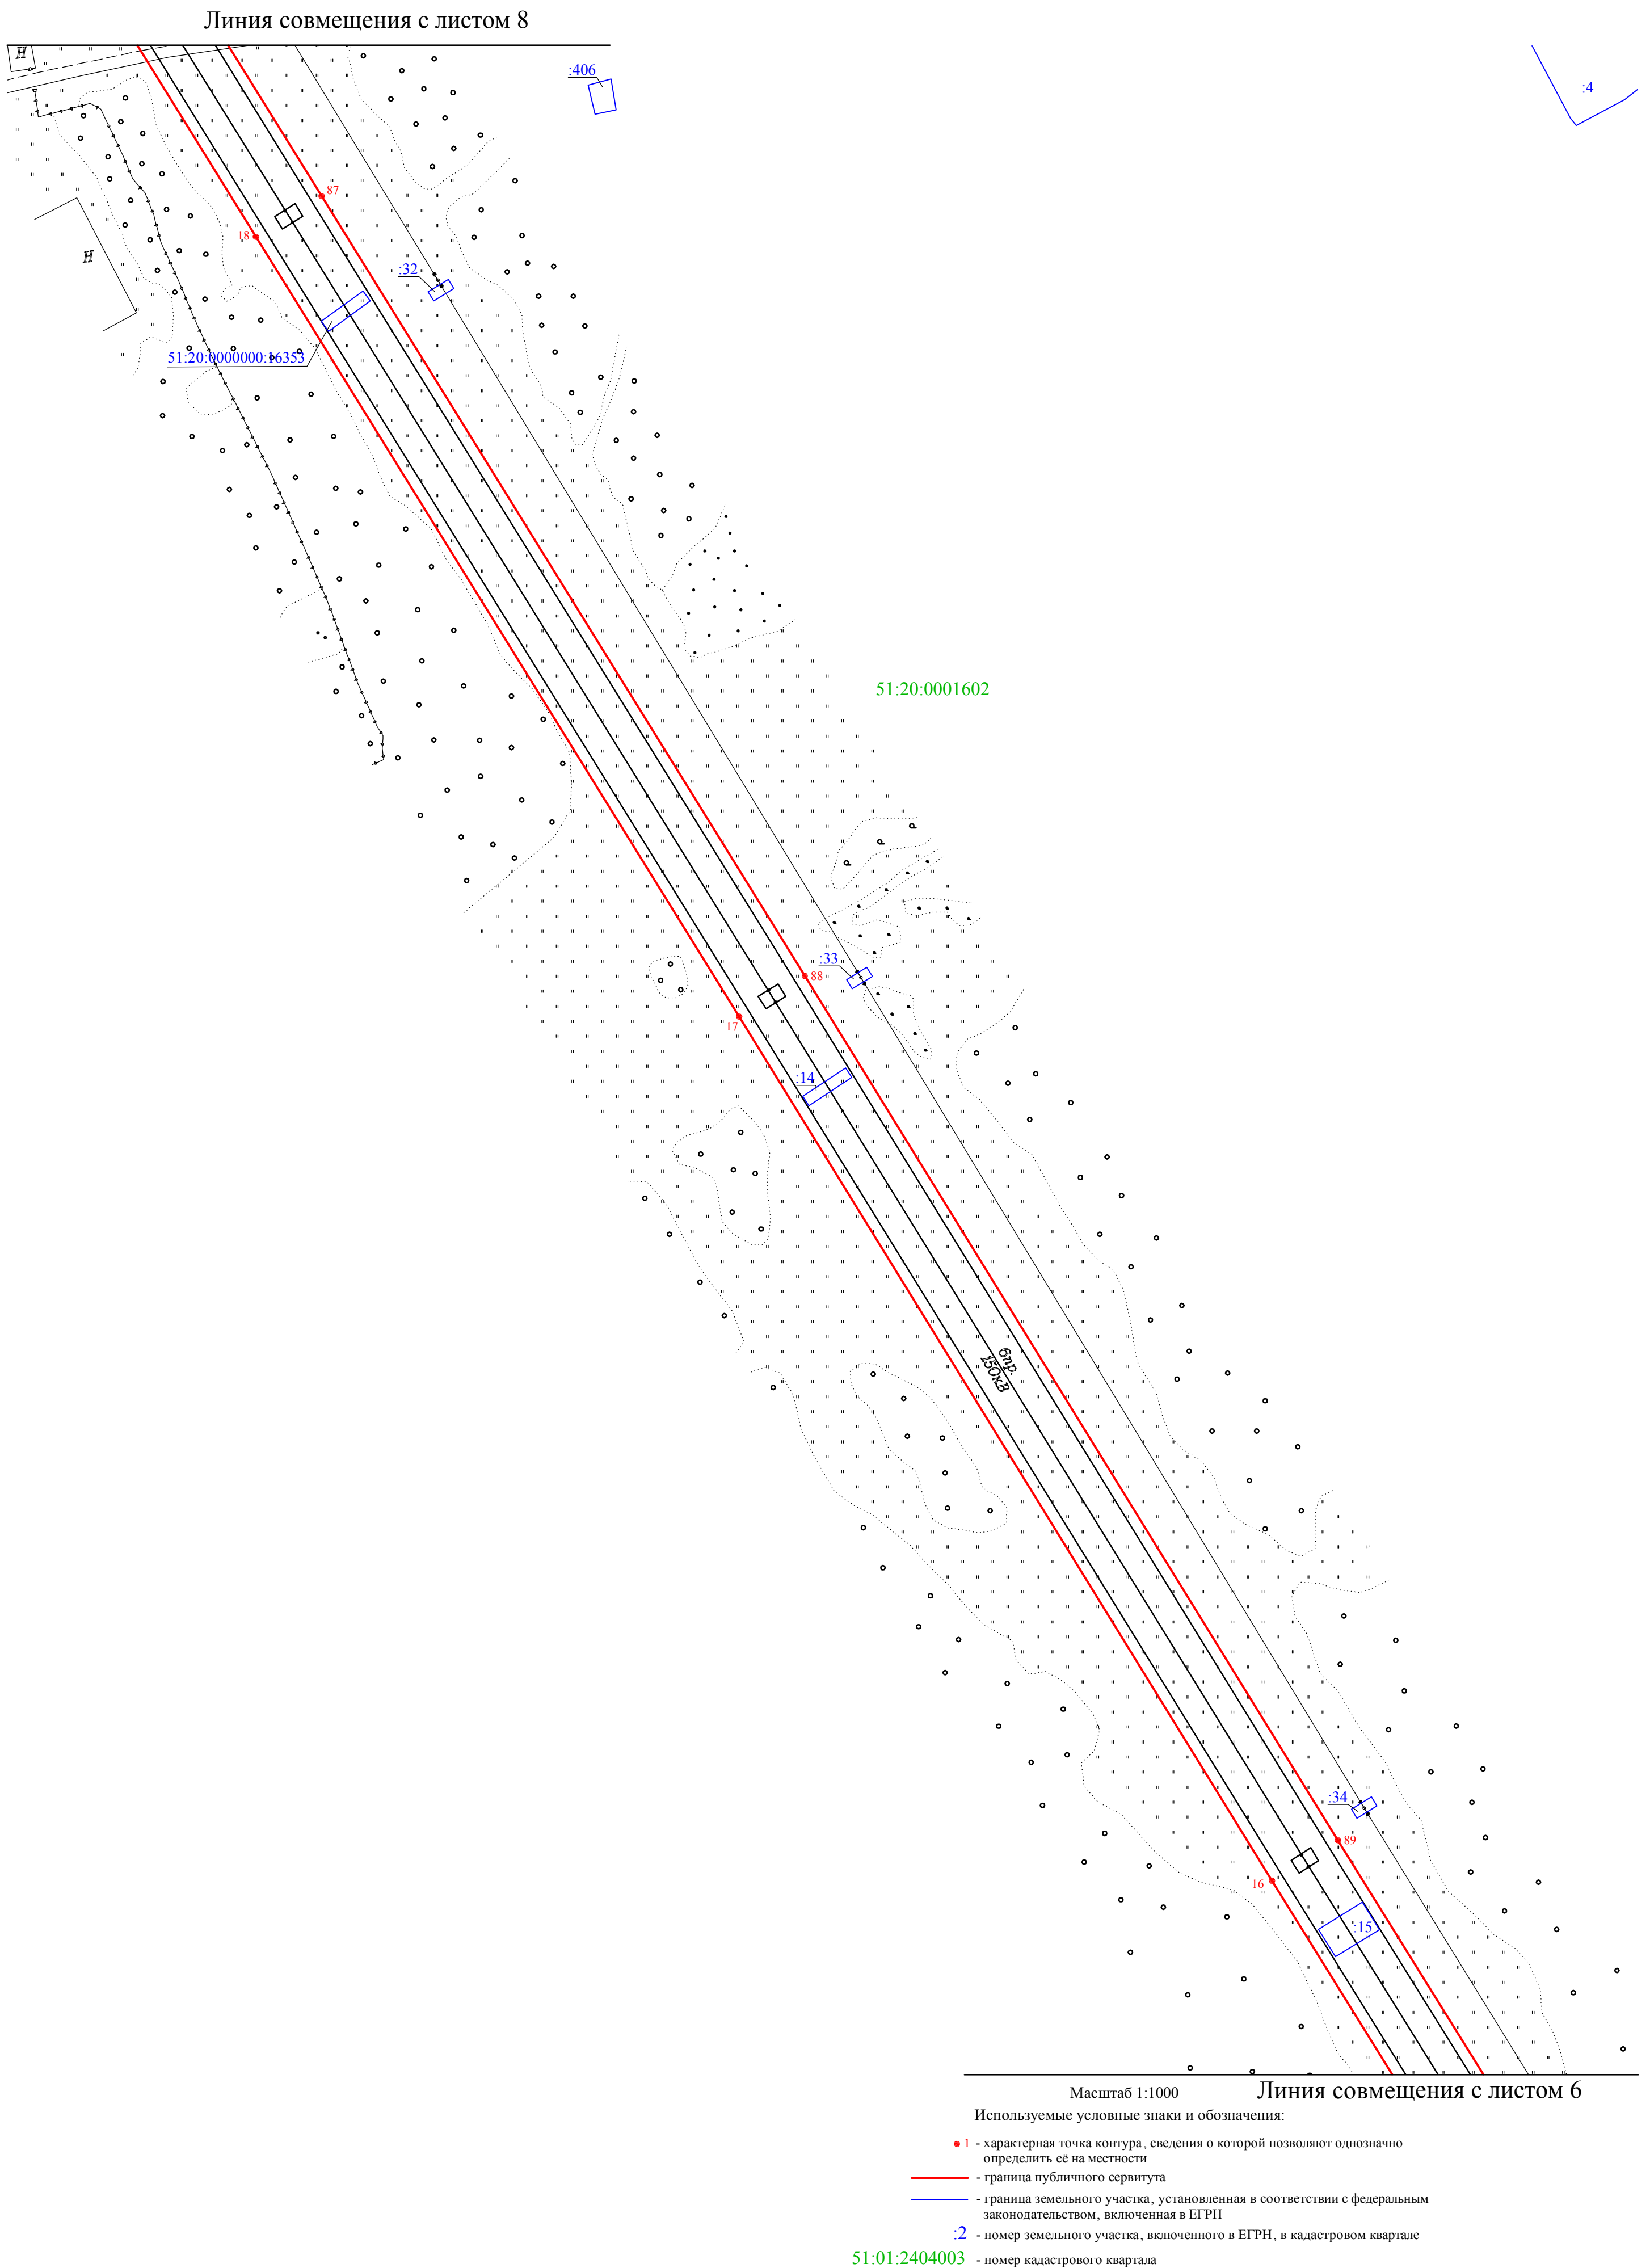 Линия совмещения с листом 8
Н
:406
:4
87
18
Н
:32
51:20:0000000:16353
51:20:0001602
:33
88
17
:14
6пр.
150кВ
:34
89
16
:15
Масштаб 1:1000
Линия совмещения с листом 6
Используемые условные знаки и обозначения:
1 - характерная точка контура, сведения о которой позволяют однозначно
определить её на местности
- граница публичного сервитута
- граница земельного участка, установленная в соответствии с федеральным
законодательством, включенная в ЕГРН
:2 - номер земельного участка, включенного в ЕГРН, в кадастровом квартале
51:01:2404003 - номер кадастрового квартала